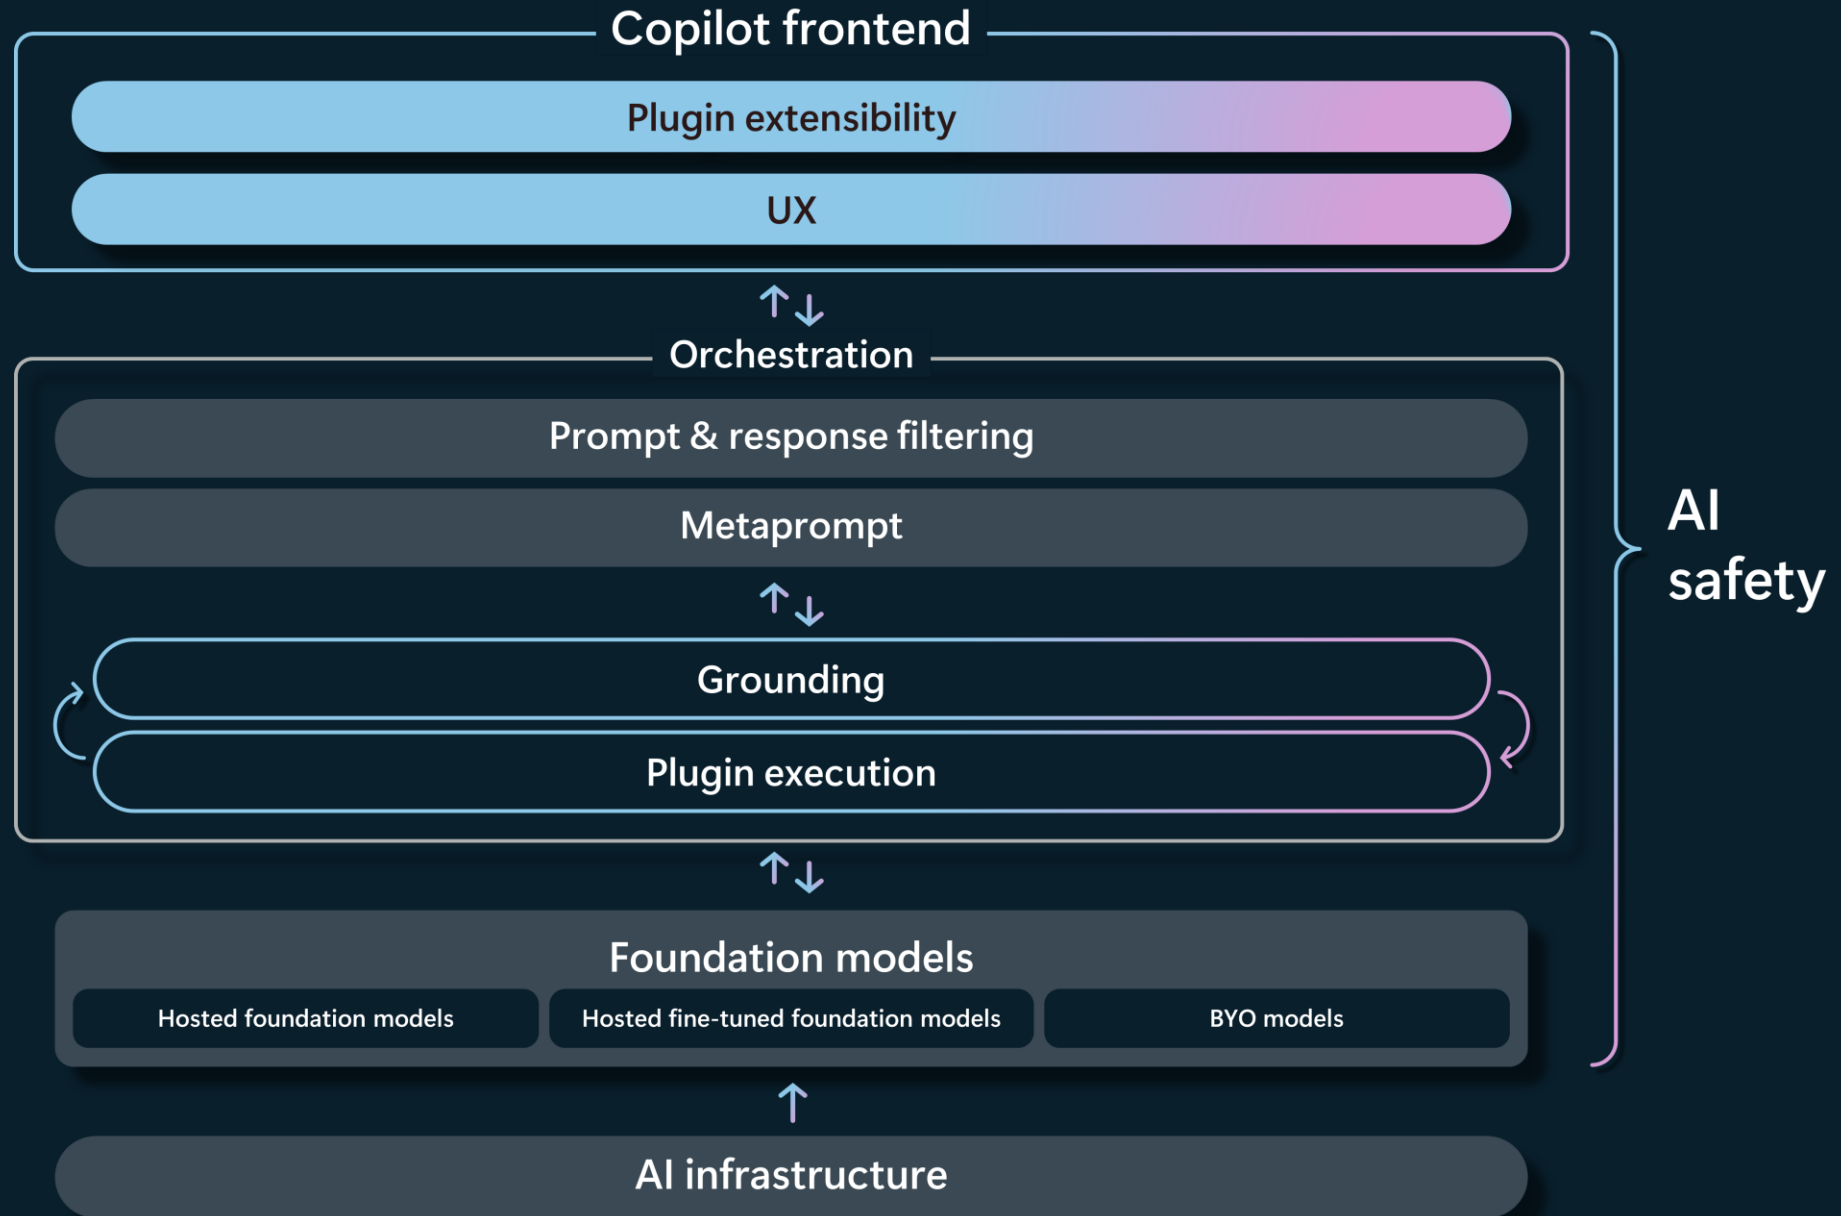 Copilot frontend
Plugin extensibility
UX
Orchestration
Prompt & response filtering
Metaprompt
AI
safety
Grounding
Plugin execution
Foundation models
Hosted foundation models
Hosted fine-tuned foundation models
BYO models
AI infrastructure